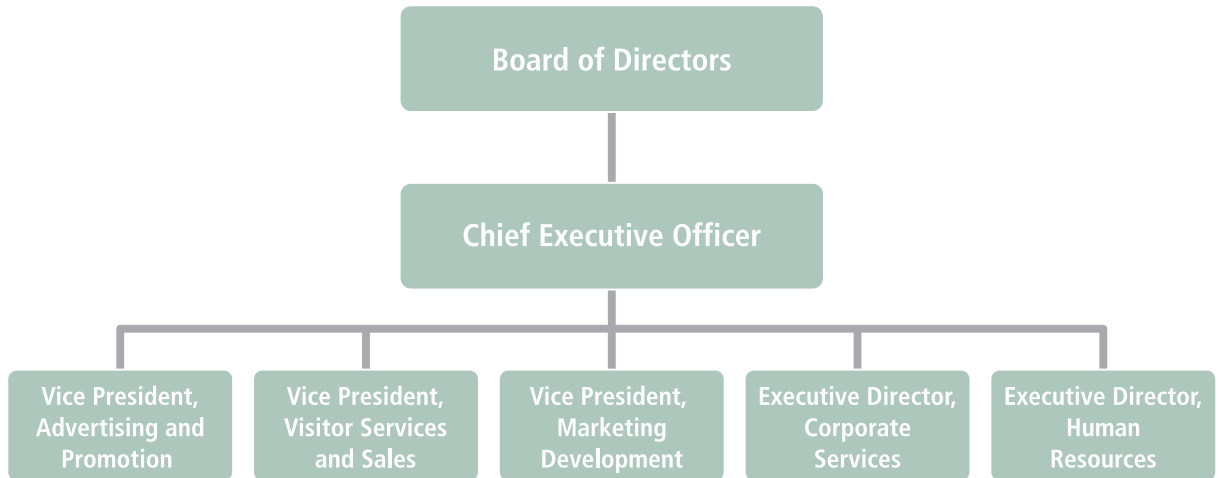 Board of Directors
Chief Executive Officer
Vice President,
Advertising and
Promotion
Vice President,
Visitor Services
and Sales
Vice President,
Marketing
Development
Executive Director,
Corporate
Services
Executive Director,
Human
Resources